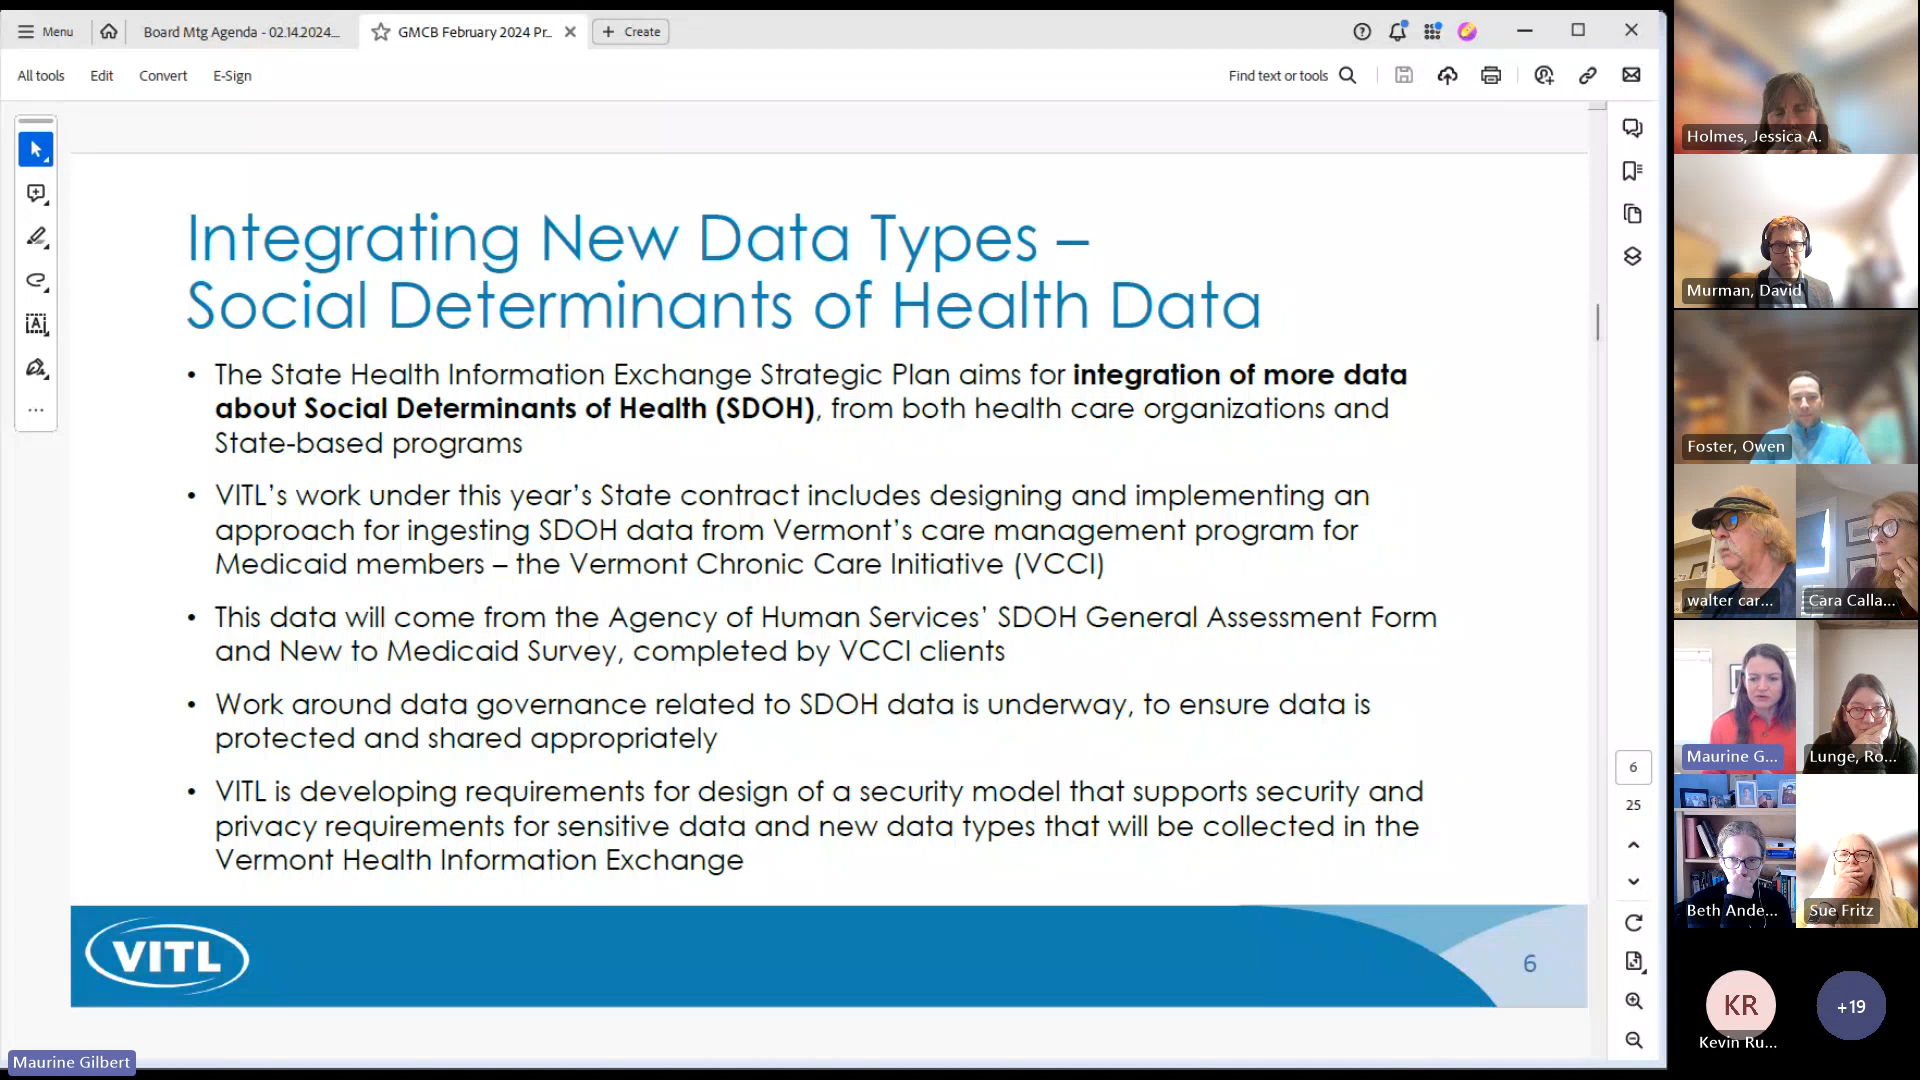 Menu
Board Mtg Agenda - 02.14.2024...
GMCB February 2024 Pr...
Create
All tools
Edit
Convert
E-Sign
Find text or tools
Integrating New Data Types –
Social Determinants of Health Data
• The State Health Information Exchange Strategic Plan aims for integration of more data
about Social Determinants of Health (SDOH), from both health care organizations and
State-based programs
• VITL’s work under this year’s State contract includes designing and implementing an
approach for ingesting SDOH data from Vermont’s care management program for
Medicaid members – the Vermont Chronic Care Initiative (VCCI)
• This data will come from the Agency of Human Services’ SDOH General Assessment Form
and New to Medicaid Survey, completed by VCCI clients
• Work around data governance related to SDOH data is underway, to ensure data is
protected and shared appropriately
• VITL is developing requirements for design of a security model that supports security and
privacy requirements for sensitive data and new data types that will be collected in the
Vermont Health Information Exchange
VITL
6
6
25
Maurine Gilbert
Holmes, Jessica A.
Murman, David
Foster, Owen
walter car...
Cara Calla...
Maurine G...
Lunge, Ro...
Beth Ande...
Sue Fritz
KR
Kevin Ru...
+19